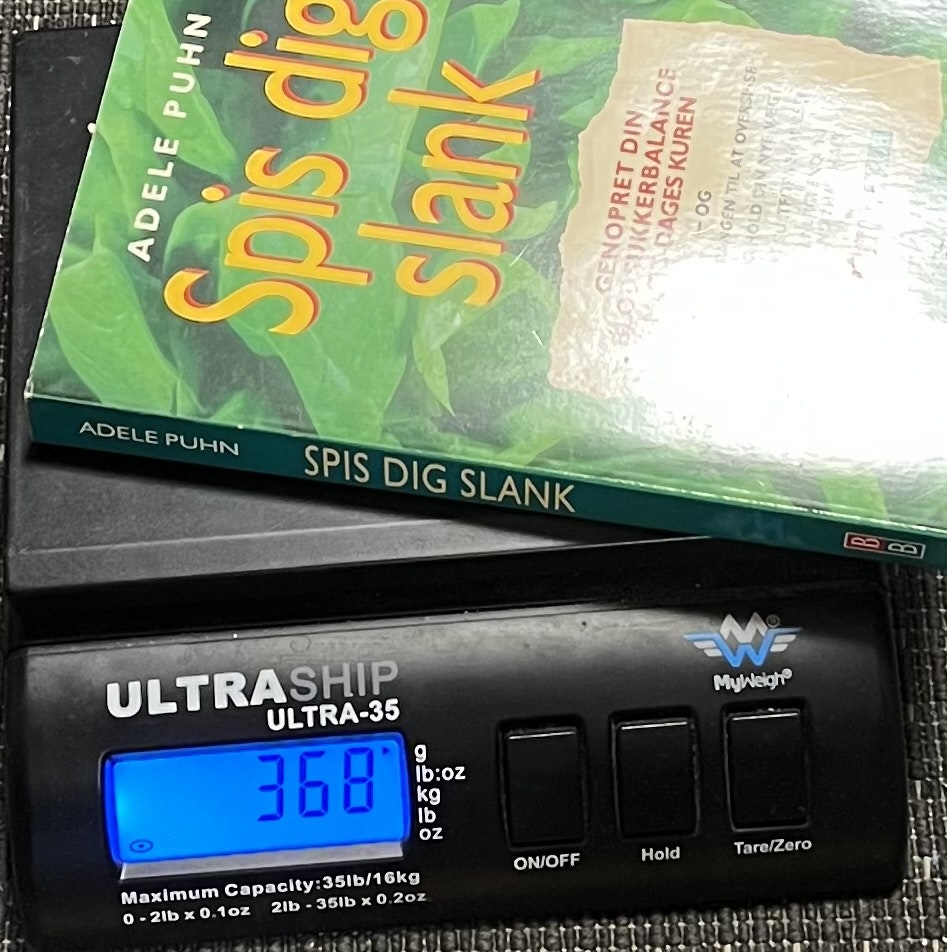 ADELE PUHN
Spis dig
slank
GENOPRET DIN
BLODSUKKERBALANCE
DAGES KUREN
- OG
ADELE PUHN
SPIS DIG SLANK
B B
MW®
MyWeigh®
ULTRASHIP
ULTRA-35
368
g
lb:oz
kg
lb
oz
ON/OFF
Hold
Tare/Zero
Maximum Capacity:35lb/16kg
0 - 2lb x 0.1oz 2lb - 35lb x 0.2oz